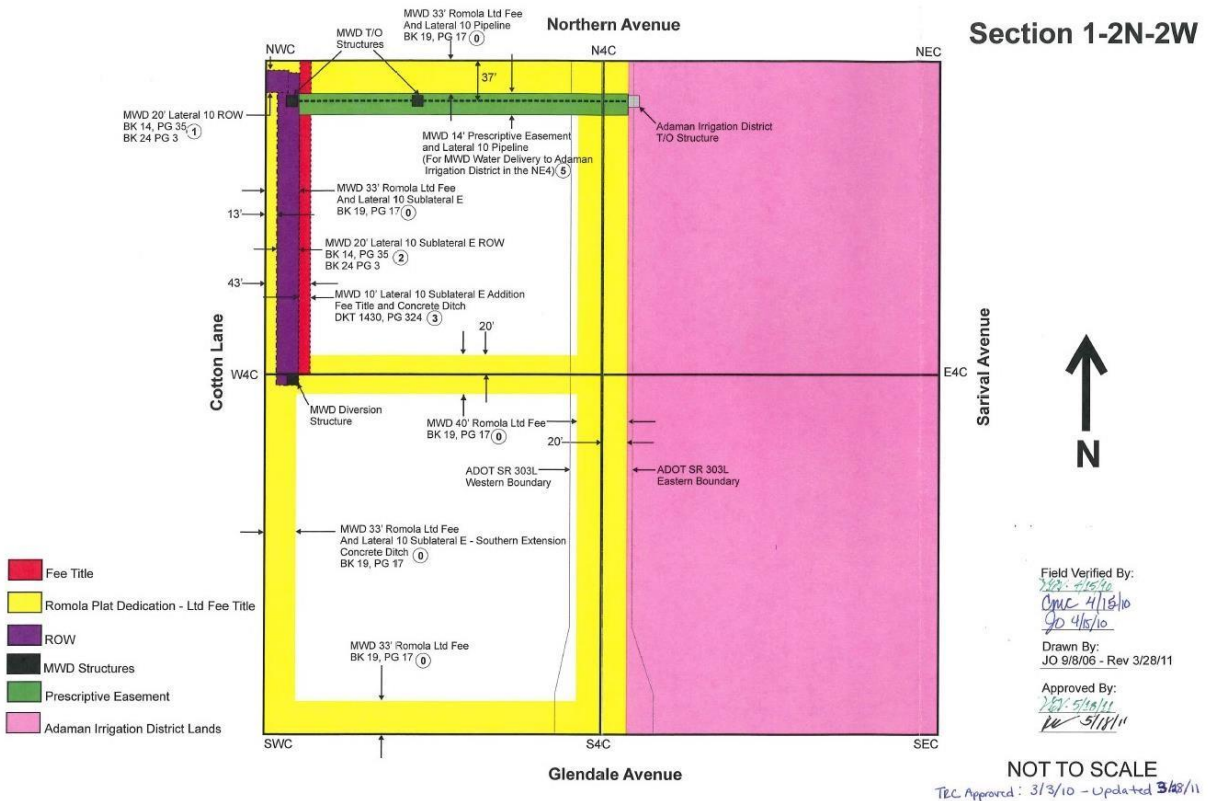 Northern Avenue
Section 1-2N-2W
NWC
N4C
NEC
MWD T/O
Structures
MWD 33' Romola Ltd Fee
And Lateral 10 Pipeline
BK 19, PG 17 0
37'
MWD 20' Lateral 10 ROW
BK 14, PG 35 1
BK 24 PG 3
MWD 14' Prescriptive Easement
and Lateral 10 Pipeline
(For MWD Water Delivery to Adaman
Irrigation District in the NE4) 5
Adaman Irrigation District
T/O Structure
MWD 33' Romola Ltd Fee
And Lateral 10 Sublateral E
BK 19, PG 17 0
13'
MWD 20' Lateral 10 Sublateral E ROW
BK 14, PG 35 2
BK 24 PG 3
43'
MWD 10' Lateral 10 Sublateral E Addition
Fee Title and Concrete Ditch
DKT 1430, PG 324 3
20'
Cotton Lane
Sarival Avenue
W4C
E4C
MWD Diversion
Structure
MWD 40' Romola Ltd Fee
BK 19, PG 17 0
20'
N
ADOT SR 303L
Western Boundary
ADOT SR 303L
Eastern Boundary
MWD 33' Romola Ltd Fee
And Lateral 10 Sublateral E - Southern Extension
Concrete Ditch 0
BK 19, PG 17
MWD 33' Romola Ltd Fee
BK 19, PG 17 0
Fee Title
Romola Plat Dedication - Ltd Fee Title
ROW
MWD Structures
Prescriptive Easement
Adaman Irrigation District Lands
SWC
S4C
SEC
Glendale Avenue
Field Verified By:
4/15/10
CMC 4/15/10
JO 4/15/10
Drawn By:
JO 9/8/06 - Rev 3/28/11
Approved By:
5/18/11
5/18/11
NOT TO SCALE
TRC Approved: 3/3/10 - Updated 3/28/11